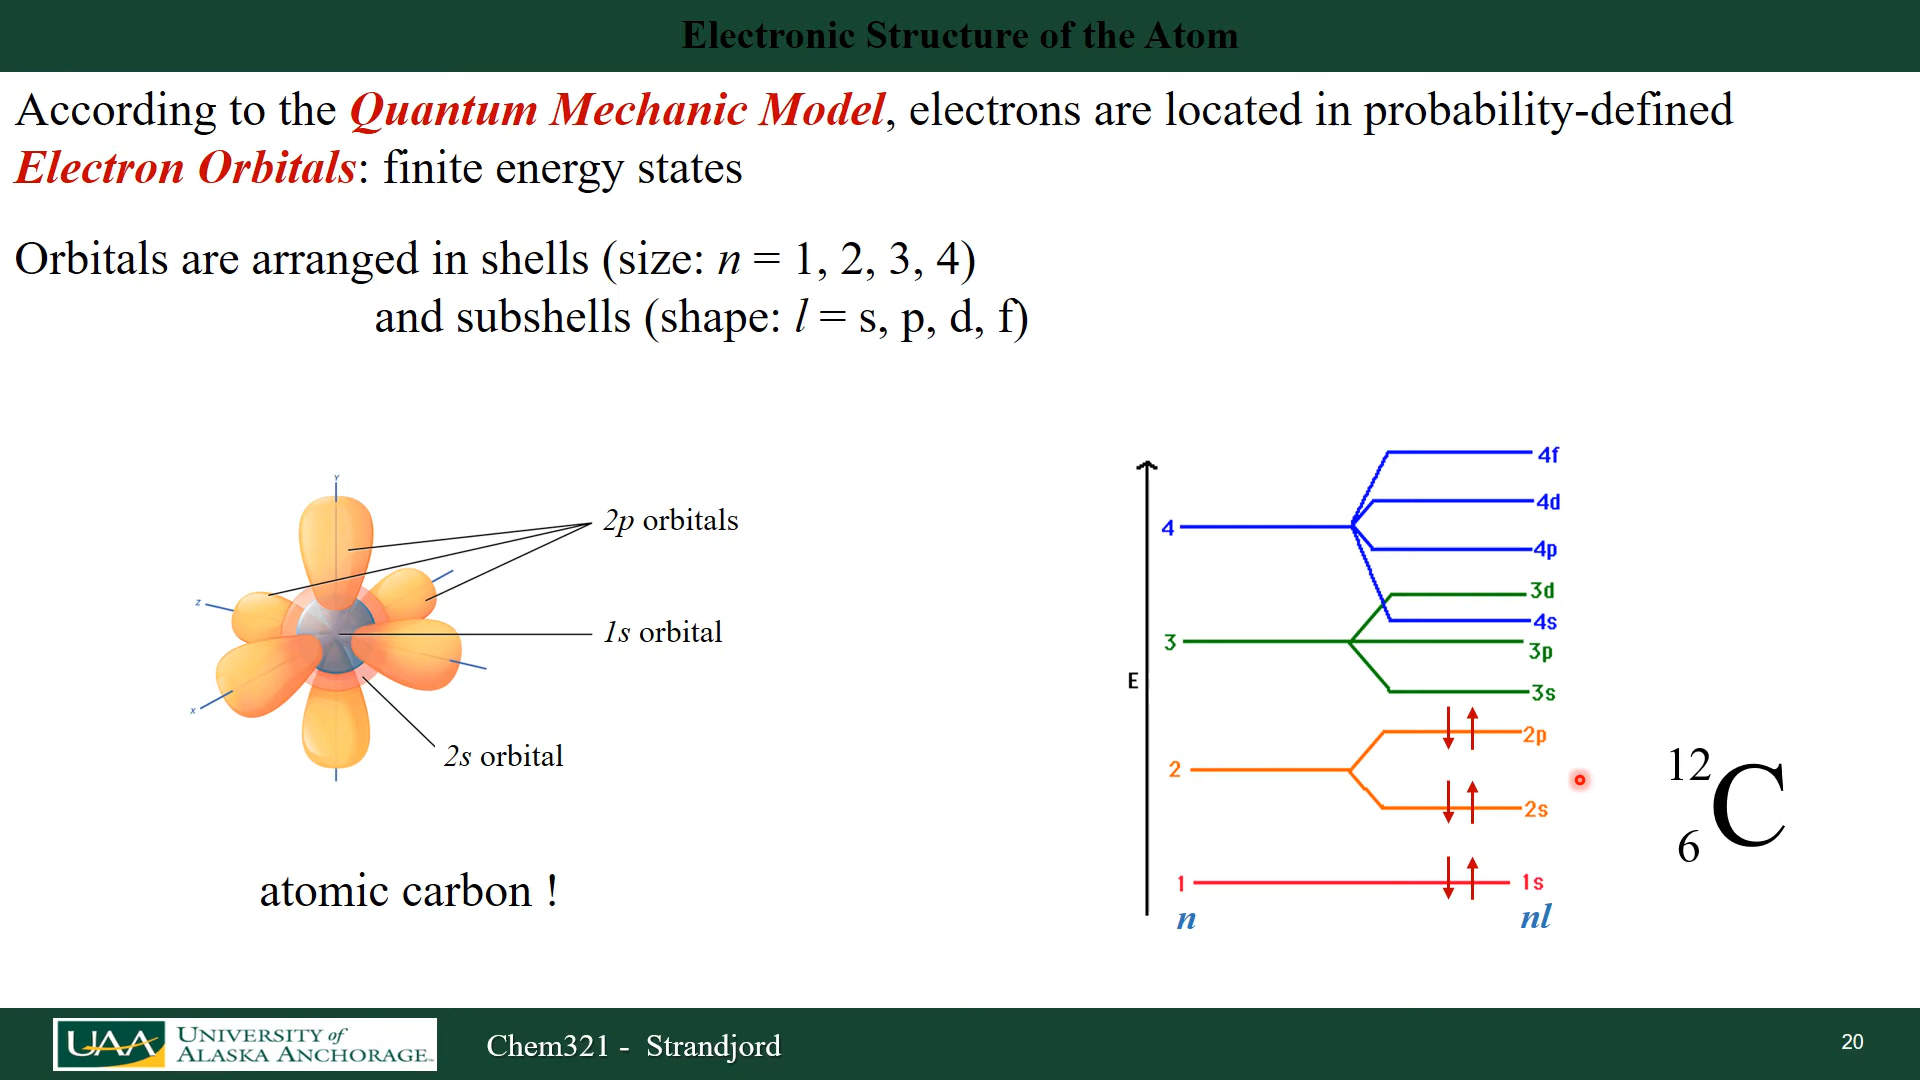 Electronic Structure of the Atom
According to the Quantum Mechanic Model, electrons are located in probability-defined
Electron Orbitals: finite energy states
Orbitals are arranged in shells (size: n = 1, 2, 3, 4)
and subshells (shape: l = s, p, d, f)
Y
2p orbitals
z
1s orbital
x
2s orbital
atomic carbon !
4f
4d
4
4p
3d
4s
3
3p
E
3s
2p
2
2s
1
1s
n
nl
12
6
C
UAA
UNIVERSITY of
ALASKA ANCHORAGE
Chem321 - Strandjord
20